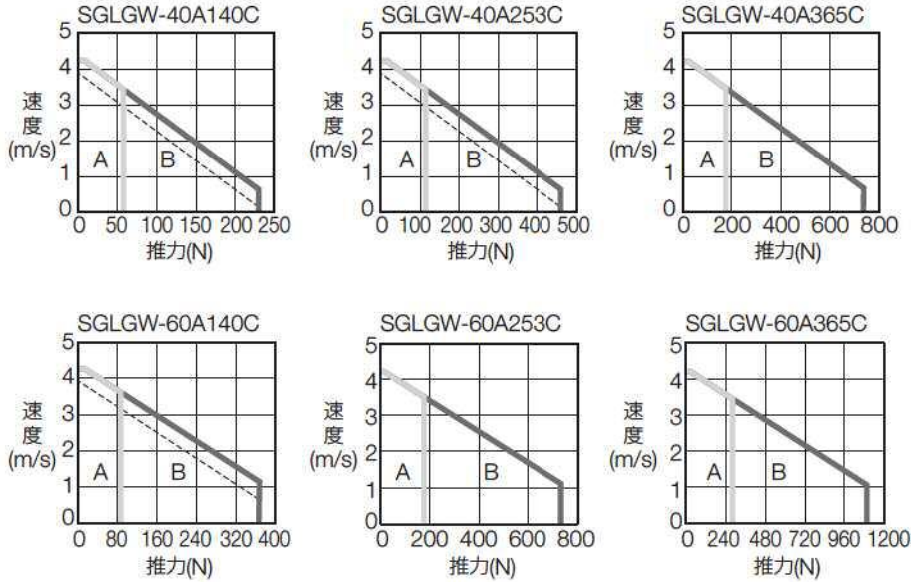 SGLGW-40A140C
5
4
3
2
1
0
速
度
(m/s)
A
B
0 50 100 150 200 250
推力(N)
SGLGW-40A253C
5
4
3
2
1
0
速
度
(m/s)
A
B
0 100 200 300 400 500
推力(N)
SGLGW-40A365C
5
4
3
2
1
0
速
度
(m/s)
A
B
0 200 400 600 800
推力(N)
SGLGW-60A140C
5
4
3
2
1
0
速
度
(m/s)
A
B
0 80 160 240 320 400
推力(N)
SGLGW-60A253C
5
4
3
2
1
0
速
度
(m/s)
A
B
0 200 400 600 800
推力(N)
SGLGW-60A365C
5
4
3
2
1
0
速
度
(m/s)
A
B
0 240 480 720 960 1200
推力(N)